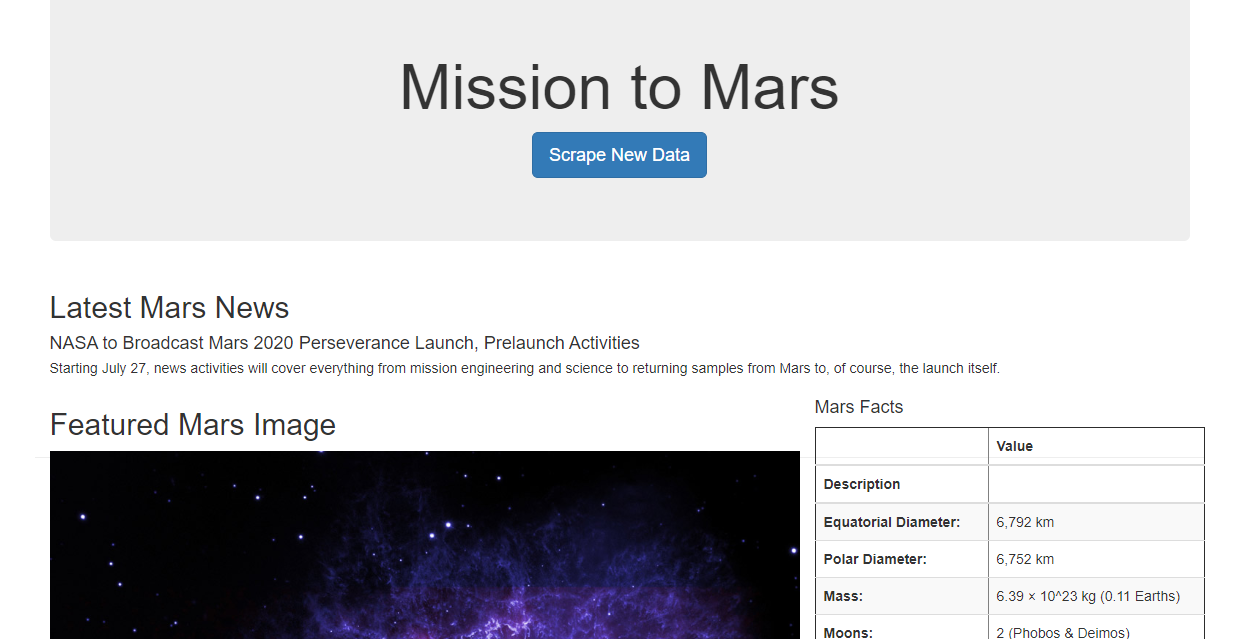 Mission to Mars
Scrape New Data
Latest Mars News
NASA to Broadcast Mars 2020 Perseverance Launch, Prelaunch Activities
Starting July 27, news activities will cover everything from mission engineering and science to returning samples from Mars to, of course, the launch itself.
Featured Mars Image
Mars Facts
Value
Description
Equatorial Diameter: 6,792 km
Polar Diameter: 6,752 km
Mass: 6.39 × 10^23 kg (0.11 Earths)
Moons: 2 (Phobos & Deimos)